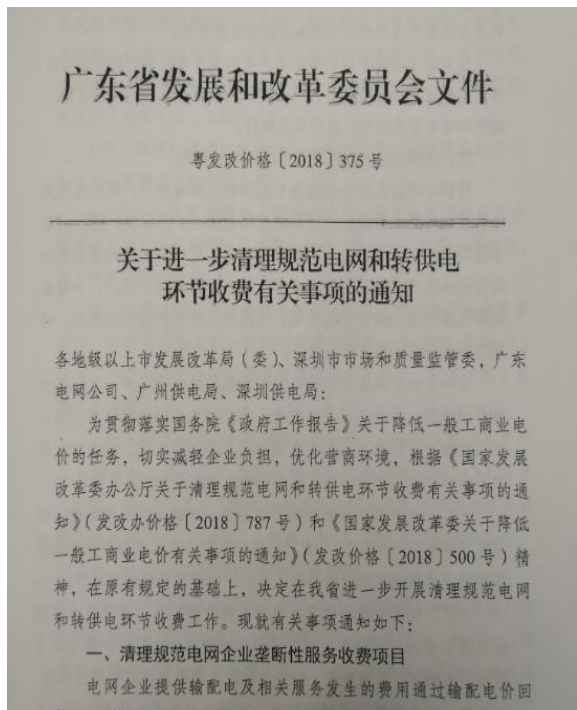 广东省发展和改革委员会文件
粤发改价格〔2018〕375号
关于进一步清理规范电网和转供电
环节收费有关事项的通知
各地级以上市发展改革局（委）、深圳市市场和质量监管委，广东
电网公司、广州供电局、深圳供电局：
为贯彻落实国务院《政府工作报告》关于降低一般工商业电
价的任务，切实减轻企业负担，优化营商环境，根据《国家发展
改革委办公厅关于清理规范电网和转供电环节收费有关事项的通
知》（发改办价格〔2018〕787号）和《国家发展改革委关于降低
一般工商业电价有关事项的通知》（发改价格〔2018〕500号）精
神，在原有规定的基础上，决定在我省进一步开展清理规范电网
和转供电环节收费工作。现就有关事项通知如下：
一、清理规范电网企业垄断性服务收费项目
电网企业提供输配电及相关服务发生的费用通过输配电价回